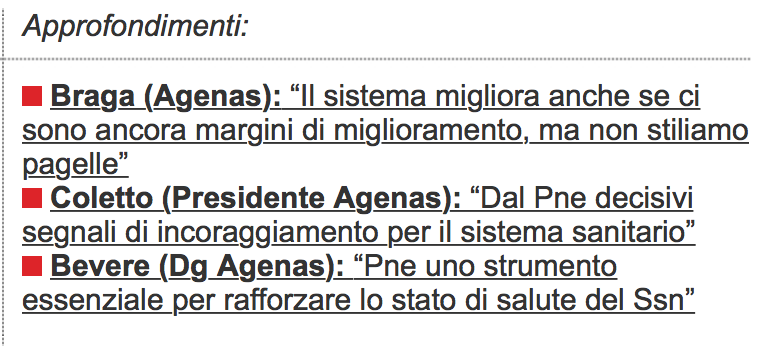 Approfondimenti:
Braga (Agenas): “Il sistema migliora anche se ci
sono ancora margini di miglioramento, ma non stiliamo
pagelle”
Coletto (Presidente Agenas): “Dal Pne decisivi
segnali di incoraggiamento per il sistema sanitario”
Bevere (Dg Agenas): “Pne uno strumento
essenziale per rafforzare lo stato di salute del Ssn”